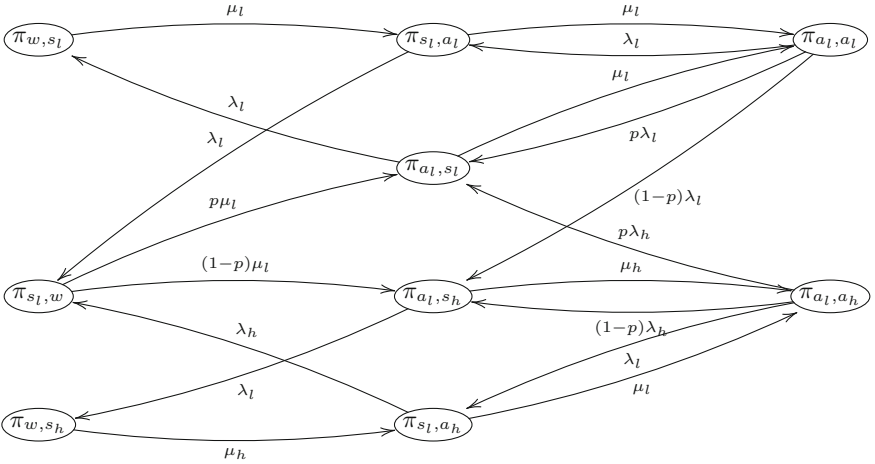 μ_l
μ_l
π_{w,s_l}
π_{s_l,a_l}
λ_l
π_{a_l,a_l}
μ_l
λ_l
λ_l
pλ_l
π_{a_l,s_l}
pμ_l
(1−p)λ_l
pλ_h
(1−p)μ_l
μ_h
π_{s_l,w}
π_{a_l,s_h}
π_{a_l,a_h}
λ_h
(1−p)λ_h
λ_l
λ_l
μ_l
π_{w,s_h}
π_{s_l,a_h}
μ_h